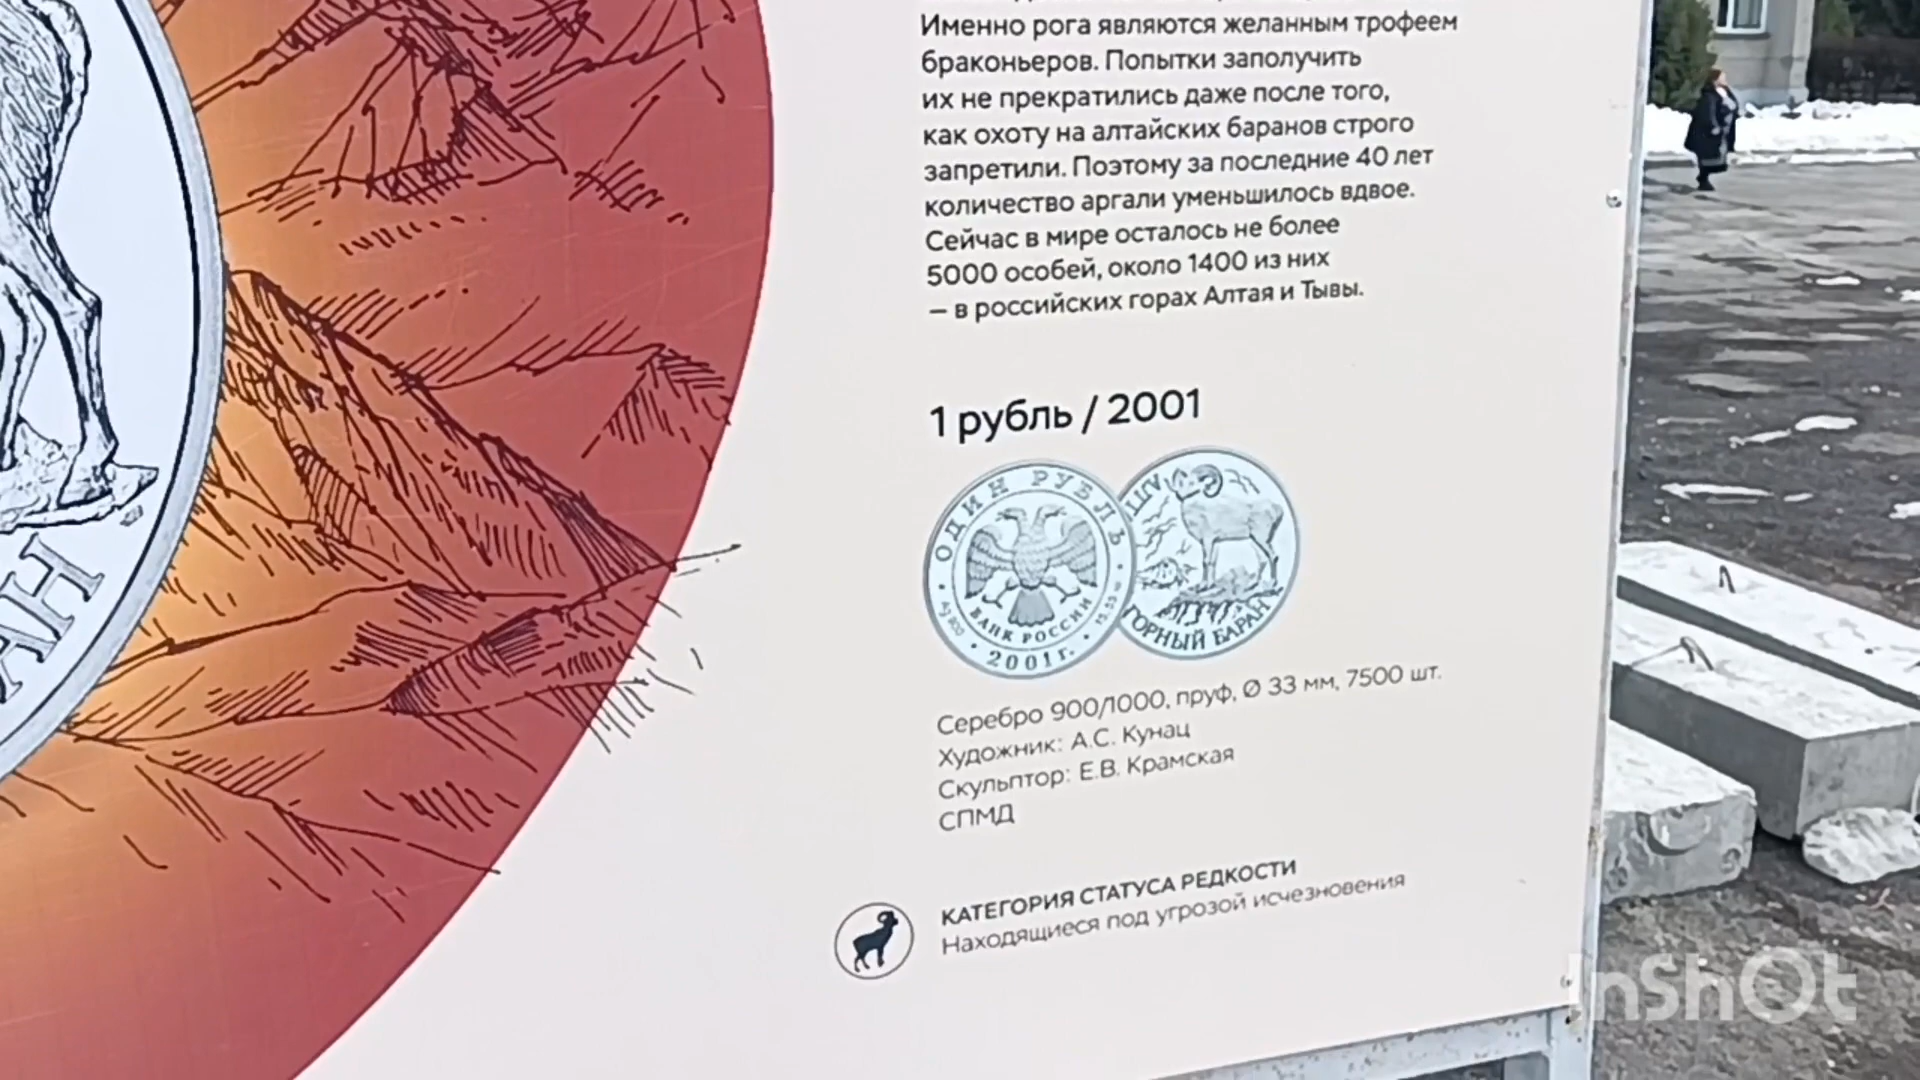 Именно рога являются желанным трофеем
браконьеров. Попытки заполучить
их не прекратились даже после того,
как охоту на алтайских баранов строго
запретили. Поэтому за последние 40 лет
количество аргали уменьшилось вдвое.
Сейчас в мире осталось не более
5000 особей, около 1400 из них
— в российских горах Алтая и Тывы.
1 рубль / 2001
ОДИН РУБЛЬ
БАНК РОССИИ
2001 г.
ГОРНЫЙ БАРАН
Серебро 900/1000, пруф, Ø 33 мм, 7500 шт.
Художник: А.С. Кунац
Скульптор: Е.В. Крамская
СПМД
КАТЕГОРИЯ СТАТУСА РЕДКОСТИ
Находящиеся под угрозой исчезновения
InShOt